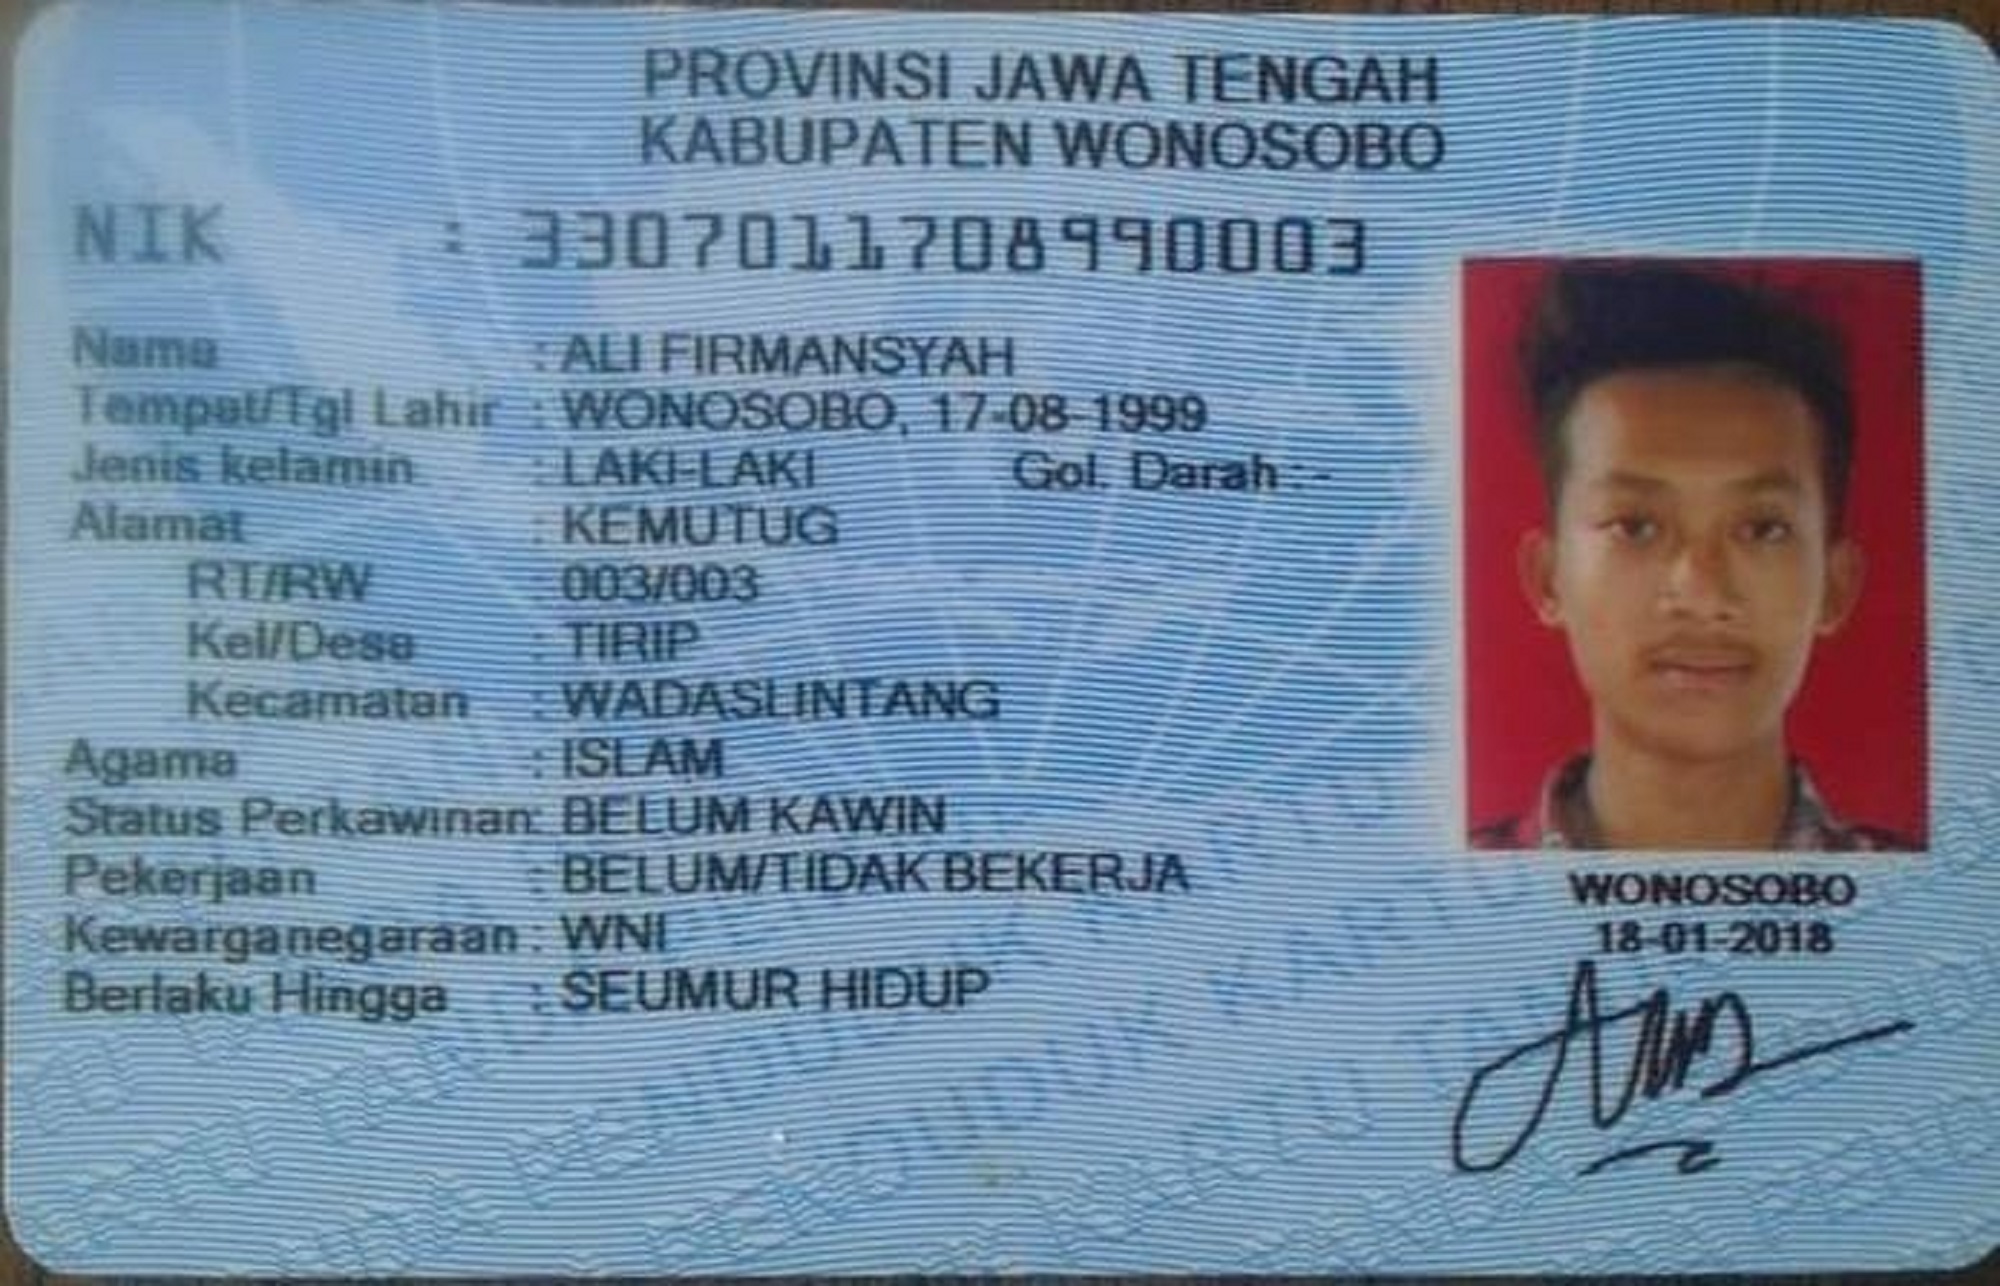 PROVINSI JAWA TENGAH
KABUPATEN WONOSOBO
NIK : 3307011708990003
Nama : ALI FIRMANSYAH
Tempat/Tgl Lahir : WONOSOBO, 17-08-1999
Jenis kelamin : LAKI-LAKI Gol. Darah : -
Alamat : KEMUTUG
RT/RW : 003/003
Kel/Desa : TIRIP
Kecamatan : WADASLINTANG
Agama : ISLAM
Status Perkawinan: BELUM KAWIN
Pekerjaan : BELUM/TIDAK BEKERJA
Kewarganegaraan : WNI
Berlaku Hingga : SEUMUR HIDUP
WONOSOBO
18-01-2018